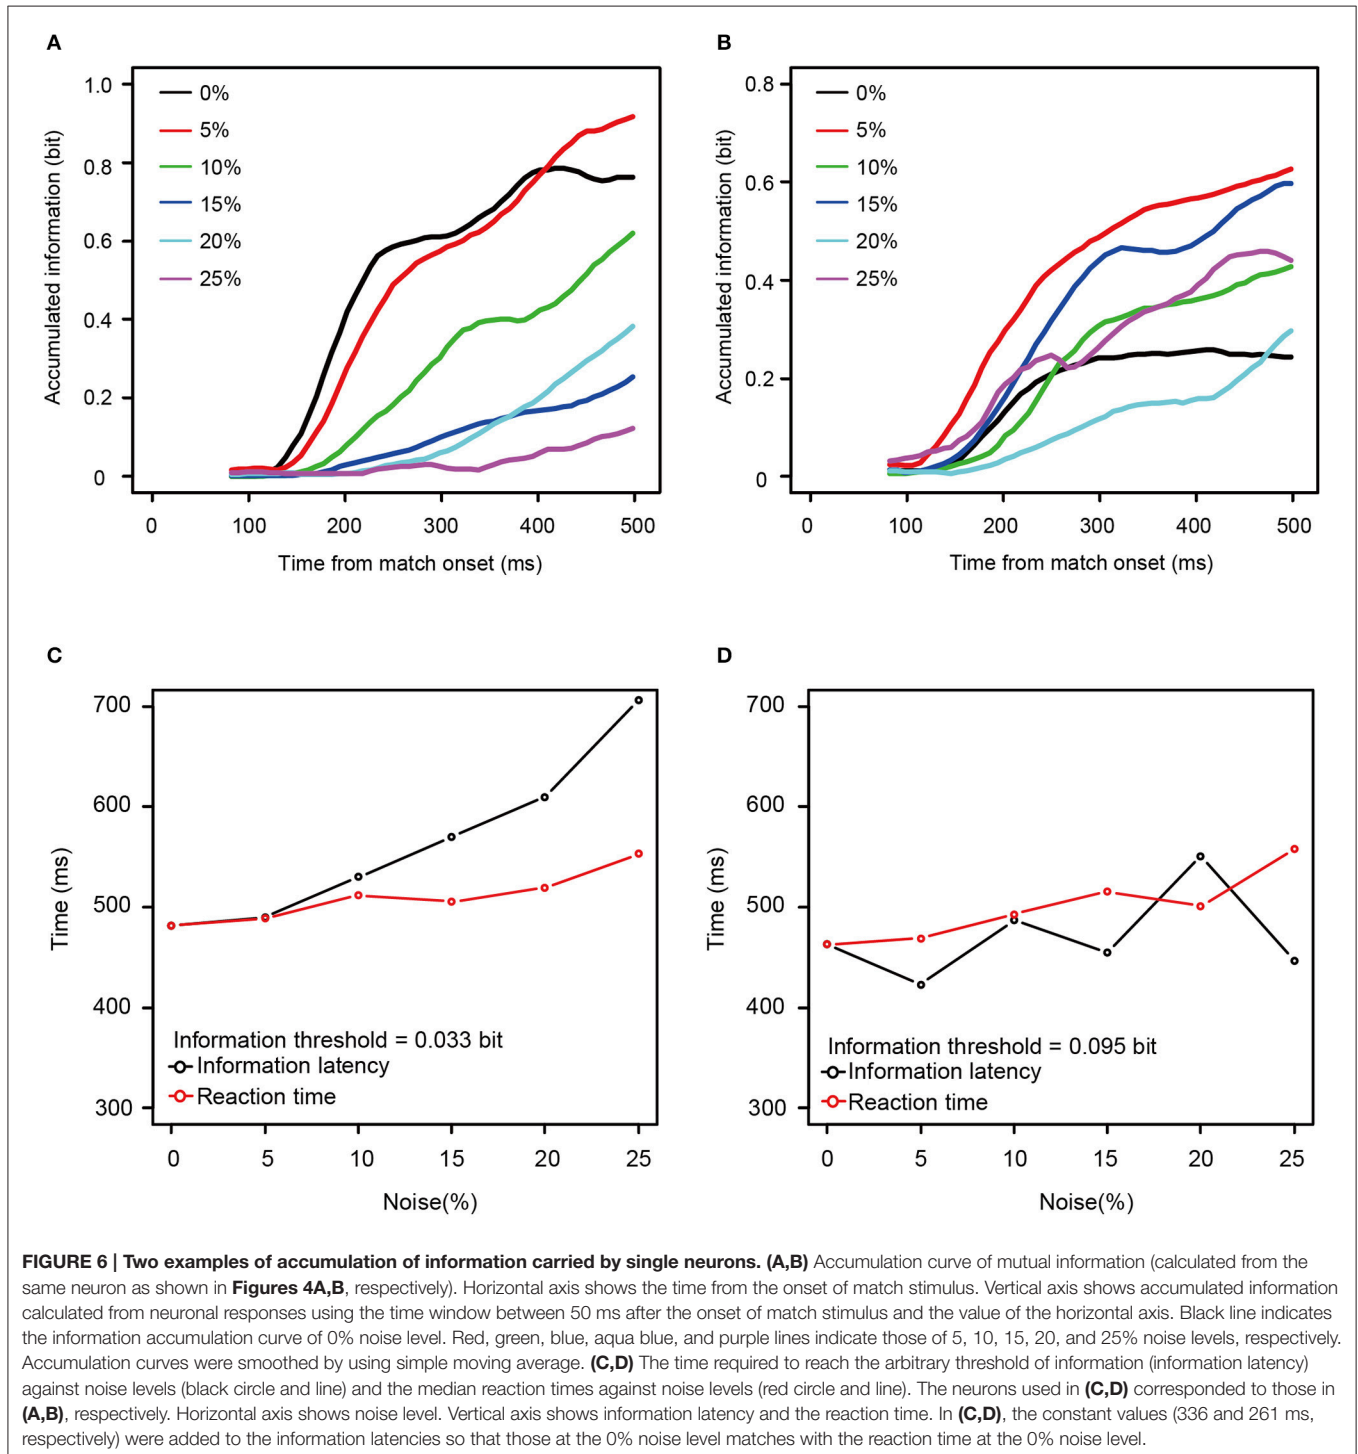 A
1.0
0.8
0.6
0.4
0.2
0
Accumulated information (bit)
0%
5%
10%
15%
20%
25%
0 100 200 300 400 500
Time from match onset (ms)
B
0.8
0.6
0.4
0.2
0
Accumulated information (bit)
0%
5%
10%
15%
20%
25%
0 100 200 300 400 500
Time from match onset (ms)
C
700
600
500
400
300
Time (ms)
Information threshold = 0.033 bit
Information latency
Reaction time
0 5 10 15 20 25
Noise(%)
D
700
600
500
400
300
Time (ms)
Information threshold = 0.095 bit
Information latency
Reaction time
0 5 10 15 20 25
Noise(%)
FIGURE 6 | Two examples of accumulation of information carried by single neurons. (A,B) Accumulation curve of mutual information (calculated from the
same neuron as shown in Figures 4A,B, respectively). Horizontal axis shows the time from the onset of match stimulus. Vertical axis shows accumulated information
calculated from neuronal responses using the time window between 50 ms after the onset of match stimulus and the value of the horizontal axis. Black line indicates
the information accumulation curve of 0% noise level. Red, green, blue, aqua blue, and purple lines indicate those of 5, 10, 15, 20, and 25% noise levels, respectively.
Accumulation curves were smoothed by using simple moving average. (C,D) The time required to reach the arbitrary threshold of information (information latency)
against noise levels (black circle and line) and the median reaction times against noise levels (red circle and line). The neurons used in (C,D) corresponded to those in
(A,B), respectively. Horizontal axis shows noise level. Vertical axis shows information latency and the reaction time. In (C,D), the constant values (336 and 261 ms,
respectively) were added to the information latencies so that those at the 0% noise level matches with the reaction time at the 0% noise level.